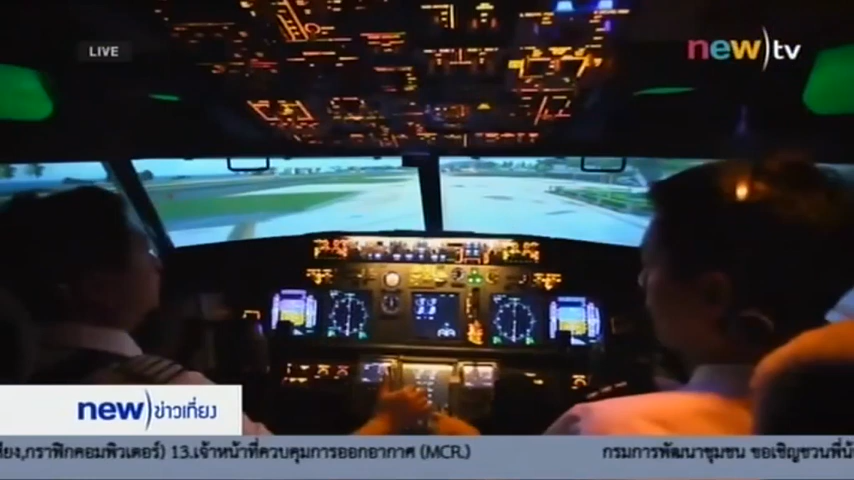 LIVE
new)tv
new)ข่าวเที่ยง
สียง,กราฟิกคอมพิวเตอร์) 13.เจ้าหน้าที่ควบคุมการออกอากาศ (MCR.) กรมการพัฒนาชุมชน ขอเชิญชวนพี่น้